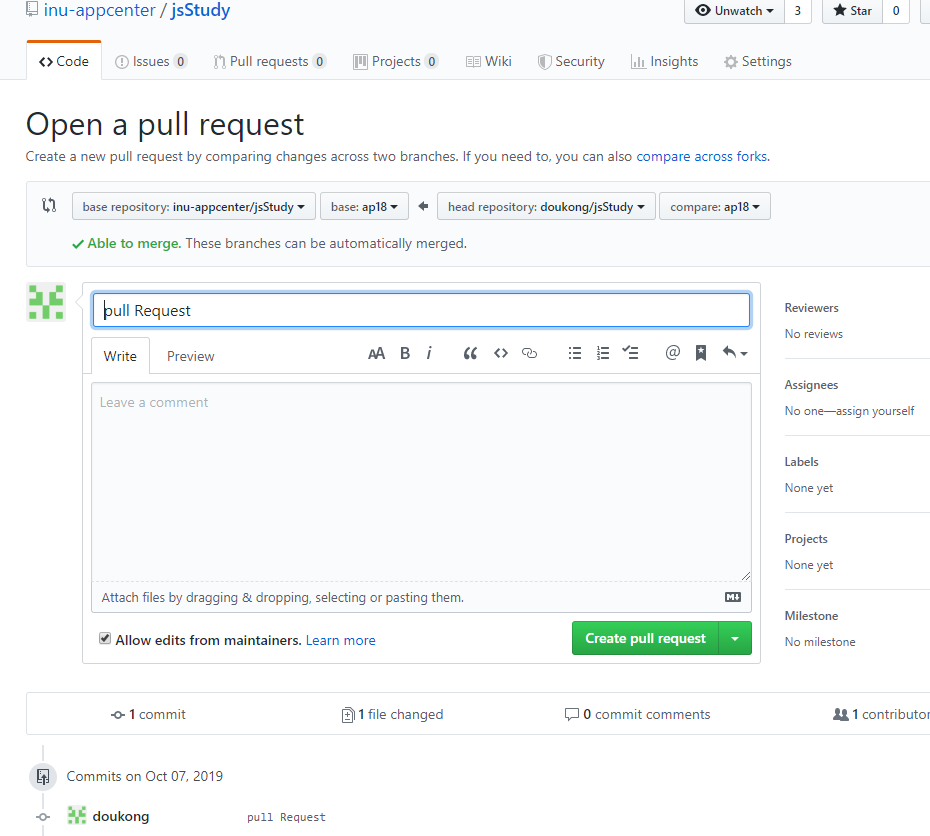 inu-appcenter / jsStudy
Unwatch 3 Star 0
Code Issues 0 Pull requests 0 Projects 0 Wiki Security Insights Settings
Open a pull request
Create a new pull request by comparing changes across two branches. If you need to, you can also compare across forks.
base repository: inu-appcenter/jsStudy base: ap18 head repository: doukong/jsStudy compare: ap18
Able to merge. These branches can be automatically merged.
pull Request
Write Preview AA B i
Leave a comment
Attach files by dragging & dropping, selecting or pasting them.
Allow edits from maintainers. Learn more
Create pull request
Reviewers
No reviews
Assignees
No one—assign yourself
Labels
None yet
Projects
None yet
Milestone
No milestone
1 commit 1 file changed 0 commit comments 1 contributor
Commits on Oct 07, 2019
doukong pull Request